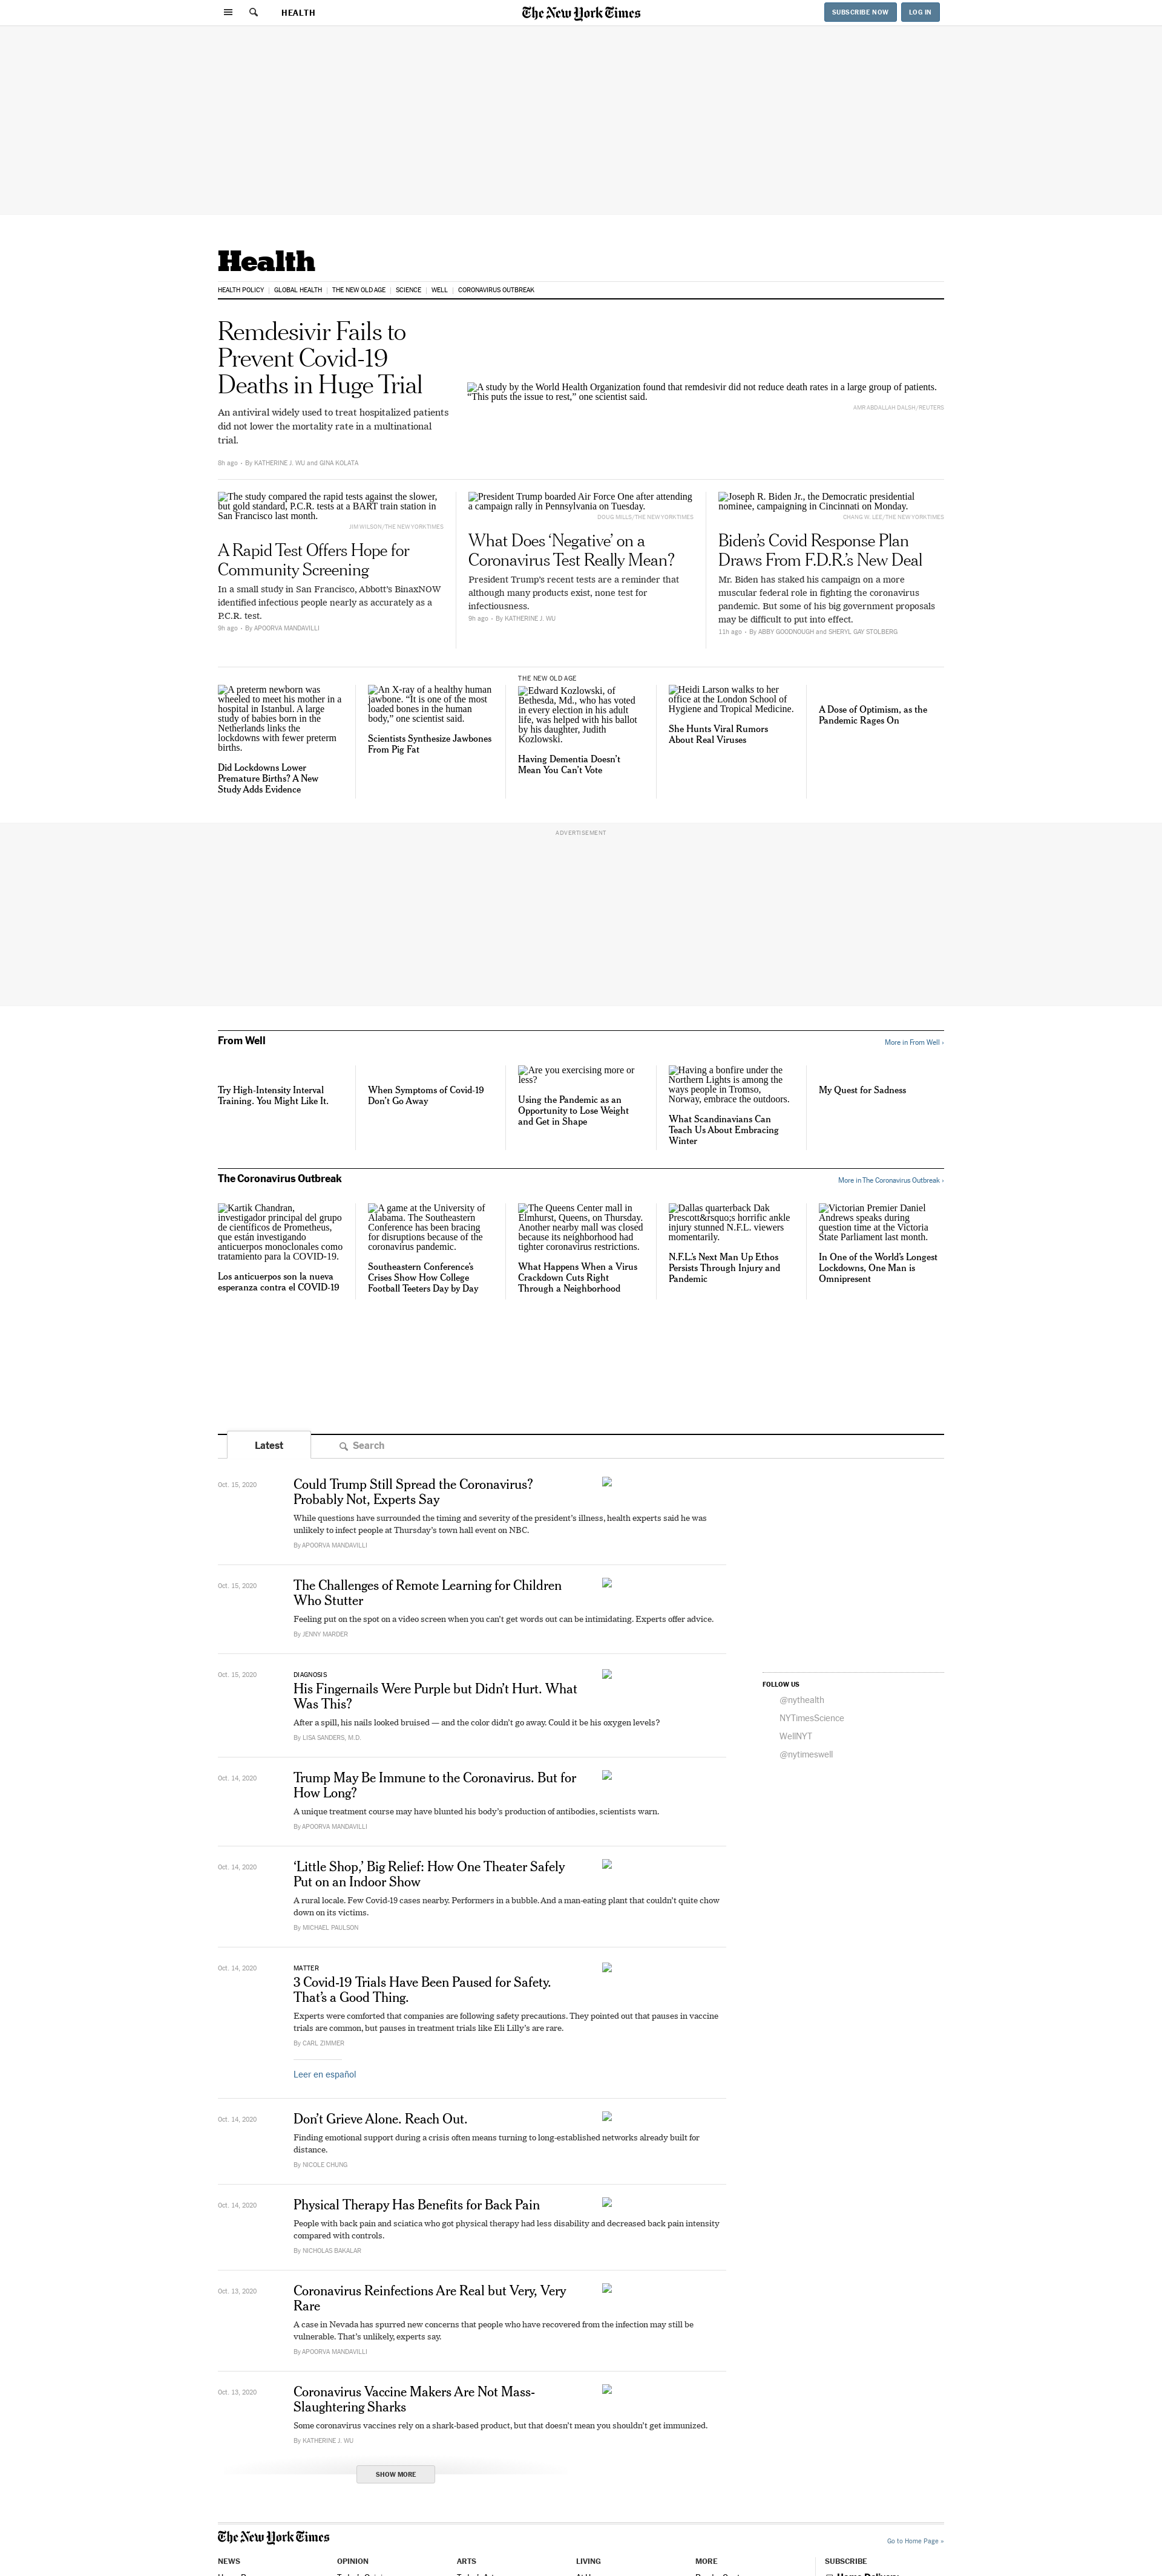 HEALTH
The New York Times
SUBSCRIBE NOW
LOG IN
Health
HEALTH POLICY
GLOBAL HEALTH
THE NEW OLD AGE
SCIENCE
WELL
CORONAVIRUS OUTBREAK
Remdesivir Fails to
Prevent Covid-19
Deaths in Huge Trial
An antiviral widely used to treat hospitalized patients
did not lower the mortality rate in a multinational
trial.
8h ago • By KATHERINE J. WU and GINA KOLATA
A study by the World Health Organization found that remdesivir did not reduce death rates in a large group of patients.
“This puts the issue to rest,” one scientist said.
AMR ABDALLAH DALSH/REUTERS
The study compared the rapid tests against the slower,
but gold standard, P.C.R. tests at a BART train station in
San Francisco last month.
JIM WILSON/THE NEW YORK TIMES
A Rapid Test Offers Hope for
Community Screening
In a small study in San Francisco, Abbott’s BinaxNOW
identified infectious people nearly as accurately as a
P.C.R. test.
9h ago • By APOORVA MANDAVILLI
President Trump boarded Air Force One after attending
a campaign rally in Pennsylvania on Tuesday.
DOUG MILLS/THE NEW YORK TIMES
What Does ‘Negative’ on a
Coronavirus Test Really Mean?
President Trump’s recent tests are a reminder that
although many products exist, none test for
infectiousness.
9h ago • By KATHERINE J. WU
Joseph R. Biden Jr., the Democratic presidential
nominee, campaigning in Cincinnati on Monday.
CHANG W. LEE/THE NEW YORK TIMES
Biden’s Covid Response Plan
Draws From F.D.R.’s New Deal
Mr. Biden has staked his campaign on a more
muscular federal role in fighting the coronavirus
pandemic. But some of his big government proposals
may be difficult to put into effect.
11h ago • By ABBY GOODNOUGH and SHERYL GAY STOLBERG
A preterm newborn was
wheeled to meet his mother in a
hospital in Istanbul. A large
study of babies born in the
Netherlands links the
lockdowns with fewer preterm
births.
Did Lockdowns Lower
Premature Births? A New
Study Adds Evidence
An X-ray of a healthy human
jawbone. “It is one of the most
loaded bones in the human
body,” one scientist said.
Scientists Synthesize Jawbones
From Pig Fat
THE NEW OLD AGE
Edward Kozlowski, of
Bethesda, Md., who has voted
in every election in his adult
life, was helped with his ballot
by his daughter, Judith
Kozlowski.
Having Dementia Doesn’t
Mean You Can’t Vote
Heidi Larson walks to her
office at the London School of
Hygiene and Tropical Medicine.
She Hunts Viral Rumors
About Real Viruses
A Dose of Optimism, as the
Pandemic Rages On
ADVERTISEMENT
From Well
More in From Well ›
Try High-Intensity Interval
Training. You Might Like It.
When Symptoms of Covid-19
Don’t Go Away
Are you exercising more or
less?
Using the Pandemic as an
Opportunity to Lose Weight
and Get in Shape
Having a bonfire under the
Northern Lights is among the
ways people in Tromso,
Norway, embrace the outdoors.
What Scandinavians Can
Teach Us About Embracing
Winter
My Quest for Sadness
The Coronavirus Outbreak
More in The Coronavirus Outbreak ›
Kartik Chandran,
investigador principal del grupo
de científicos de Prometheus,
que están investigando
anticuerpos monoclonales como
tratamiento para la COVID-19.
Los anticuerpos son la nueva
esperanza contra el COVID-19
A game at the University of
Alabama. The Southeastern
Conference has been bracing
for disruptions because of the
coronavirus pandemic.
Southeastern Conference’s
Crises Show How College
Football Teeters Day by Day
The Queens Center mall in
Elmhurst, Queens, on Thursday.
Another nearby mall was closed
because its neighborhood had
tighter coronavirus restrictions.
What Happens When a Virus
Crackdown Cuts Right
Through a Neighborhood
Dallas quarterback Dak
Prescott&rsquo;s horrific ankle
injury stunned N.F.L. viewers
momentarily.
N.F.L.’s Next Man Up Ethos
Persists Through Injury and
Pandemic
Victorian Premier Daniel
Andrews speaks during
question time at the Victoria
State Parliament last month.
In One of the World’s Longest
Lockdowns, One Man is
Omnipresent
Latest
Search
Oct. 15, 2020
Could Trump Still Spread the Coronavirus?
Probably Not, Experts Say
While questions have surrounded the timing and severity of the president’s illness, health experts said he was
unlikely to infect people at Thursday’s town hall event on NBC.
By APOORVA MANDAVILLI
Oct. 15, 2020
The Challenges of Remote Learning for Children
Who Stutter
Feeling put on the spot on a video screen when you can’t get words out can be intimidating. Experts offer advice.
By JENNY MARDER
Oct. 15, 2020
DIAGNOSIS
His Fingernails Were Purple but Didn’t Hurt. What
Was This?
After a spill, his nails looked bruised — and the color didn’t go away. Could it be his oxygen levels?
By LISA SANDERS, M.D.
FOLLOW US
@nythealth
NYTimesScience
WellNYT
@nytimeswell
Oct. 14, 2020
Trump May Be Immune to the Coronavirus. But for
How Long?
A unique treatment course may have blunted his body’s production of antibodies, scientists warn.
By APOORVA MANDAVILLI
Oct. 14, 2020
‘Little Shop,’ Big Relief: How One Theater Safely
Put on an Indoor Show
A rural locale. Few Covid-19 cases nearby. Performers in a bubble. And a man-eating plant that couldn’t quite chow
down on its victims.
By MICHAEL PAULSON
Oct. 14, 2020
MATTER
3 Covid-19 Trials Have Been Paused for Safety.
That’s a Good Thing.
Experts were comforted that companies are following safety precautions. They pointed out that pauses in vaccine
trials are common, but pauses in treatment trials like Eli Lilly’s are rare.
By CARL ZIMMER
Leer en español
Oct. 14, 2020
Don’t Grieve Alone. Reach Out.
Finding emotional support during a crisis often means turning to long-established networks already built for
distance.
By NICOLE CHUNG
Oct. 14, 2020
Physical Therapy Has Benefits for Back Pain
People with back pain and sciatica who got physical therapy had less disability and decreased back pain intensity
compared with controls.
By NICHOLAS BAKALAR
Oct. 13, 2020
Coronavirus Reinfections Are Real but Very, Very
Rare
A case in Nevada has spurred new concerns that people who have recovered from the infection may still be
vulnerable. That’s unlikely, experts say.
By APOORVA MANDAVILLI
Oct. 13, 2020
Coronavirus Vaccine Makers Are Not Mass-
Slaughtering Sharks
Some coronavirus vaccines rely on a shark-based product, but that doesn’t mean you shouldn’t get immunized.
By KATHERINE J. WU
SHOW MORE
The New York Times
Go to Home Page »
NEWS
OPINION
ARTS
LIVING
MORE
SUBSCRIBE